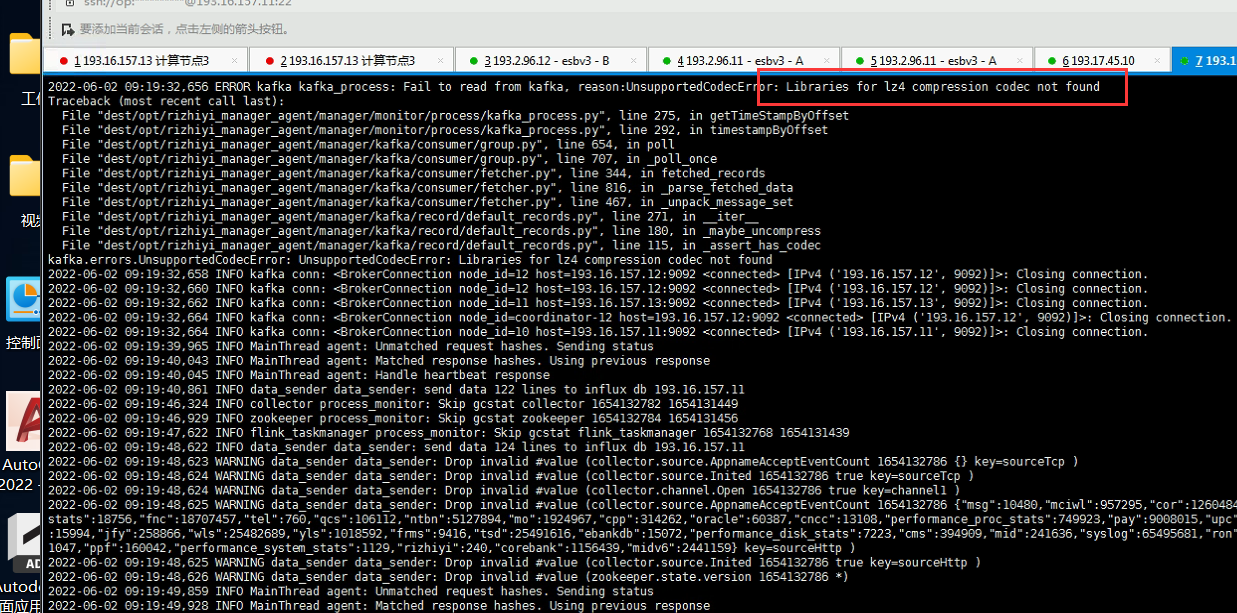 ssh://op:**********@193.16.157.11:22
要添加当前会话，点击左侧的箭头按钮。
1 193.16.157.13 计算节点3
2 193.16.157.13 计算节点3
3 193.2.96.12 - esbv3 - B
4 193.2.96.11 - esbv3 - A
5 193.2.96.11 - esbv3 - A
6 193.17.45.10
7 193.1
2022-06-02 09:19:32,656 ERROR kafka kafka_process: Fail to read from kafka, reason:UnsupportedCodecError: Libraries for lz4 compression codec not found
Traceback (most recent call last):
File "dest/opt/rizhiyi_manager_agent/manager/monitor/process/kafka_process.py", line 275, in getTimeStampByOffset
File "dest/opt/rizhiyi_manager_agent/manager/monitor/process/kafka_process.py", line 292, in timestampByOffset
File "dest/opt/rizhiyi_manager_agent/manager/kafka/consumer/group.py", line 654, in poll
File "dest/opt/rizhiyi_manager_agent/manager/kafka/consumer/group.py", line 707, in _poll_once
File "dest/opt/rizhiyi_manager_agent/manager/kafka/consumer/fetcher.py", line 344, in fetched_records
File "dest/opt/rizhiyi_manager_agent/manager/kafka/consumer/fetcher.py", line 816, in _parse_fetched_data
File "dest/opt/rizhiyi_manager_agent/manager/kafka/consumer/fetcher.py", line 467, in _unpack_message_set
File "dest/opt/rizhiyi_manager_agent/manager/kafka/record/default_records.py", line 271, in __iter__
File "dest/opt/rizhiyi_manager_agent/manager/kafka/record/default_records.py", line 180, in _maybe_uncompress
File "dest/opt/rizhiyi_manager_agent/manager/kafka/record/default_records.py", line 115, in _assert_has_codec
kafka.errors.UnsupportedCodecError: UnsupportedCodecError: Libraries for lz4 compression codec not found
2022-06-02 09:19:32,658 INFO kafka conn: <BrokerConnection node_id=12 host=193.16.157.12:9092 <connected> [IPv4 ('193.16.157.12', 9092)]>: Closing connection.
2022-06-02 09:19:32,660 INFO kafka conn: <BrokerConnection node_id=12 host=193.16.157.12:9092 <connected> [IPv4 ('193.16.157.12', 9092)]>: Closing connection.
2022-06-02 09:19:32,662 INFO kafka conn: <BrokerConnection node_id=11 host=193.16.157.13:9092 <connected> [IPv4 ('193.16.157.13', 9092)]>: Closing connection.
2022-06-02 09:19:32,664 INFO kafka conn: <BrokerConnection node_id=coordinator-12 host=193.16.157.12:9092 <connected> [IPv4 ('193.16.157.12', 9092)]>: Closing connection.
2022-06-02 09:19:32,664 INFO kafka conn: <BrokerConnection node_id=10 host=193.16.157.11:9092 <connected> [IPv4 ('193.16.157.11', 9092)]>: Closing connection.
2022-06-02 09:19:39,965 INFO MainThread agent: Unmatched request hashes. Sending status
2022-06-02 09:19:40,043 INFO MainThread agent: Matched response hashes. Using previous response
2022-06-02 09:19:40,045 INFO MainThread agent: Handle heartbeat response
2022-06-02 09:19:40,861 INFO data_sender data_sender: send data 122 lines to influx db 193.16.157.11
2022-06-02 09:19:46,324 INFO collector process_monitor: Skip gcstat collector 1654132782 1654131449
2022-06-02 09:19:46,929 INFO zookeeper process_monitor: Skip gcstat zookeeper 1654132784 1654131456
2022-06-02 09:19:47,622 INFO flink_taskmanager process_monitor: Skip gcstat flink_taskmanager 1654132768 1654131439
2022-06-02 09:19:48,622 INFO data_sender data_sender: send data 124 lines to influx db 193.16.157.11
2022-06-02 09:19:48,623 WARNING data_sender data_sender: Drop invalid #value (collector.source.AppnameAcceptEventCount 1654132786 {} key=sourceTcp )
2022-06-02 09:19:48,624 WARNING data_sender data_sender: Drop invalid #value (collector.source.Inited 1654132786 true key=sourceTcp )
2022-06-02 09:19:48,624 WARNING data_sender data_sender: Drop invalid #value (collector.channel.Open 1654132786 true key=channel1 )
2022-06-02 09:19:48,625 WARNING data_sender data_sender: Drop invalid #value (collector.source.AppnameAcceptEventCount 1654132786 {"msg":10480,"mciwl":957295,"cor":1260484
stats":18756,"fnc":18707457,"tel":760,"qcs":106112,"ntbn":5127894,"mo":1924967,"cpp":314262,"oracle":60387,"cncc":13108,"performance_proc_stats":749923,"pay":9008015,"upc"
:15994,"jfy":258866,"wls":25482689,"yls":1018592,"frms":9416,"tsd":25491616,"ebankdb":15072,"performance_disk_stats":7223,"cms":394909,"mid":241636,"syslog":65495681,"ron"
1047,"ppf":160042,"performance_system_stats":1129,"rizhiyi":240,"corebank":1156439,"midv6":2441159} key=sourceHttp )
2022-06-02 09:19:48,625 WARNING data_sender data_sender: Drop invalid #value (collector.source.Inited 1654132786 true key=sourceHttp )
2022-06-02 09:19:48,626 WARNING data_sender data_sender: Drop invalid #value (zookeeper.state.version 1654132786 *)
2022-06-02 09:19:49,859 INFO MainThread agent: Unmatched request hashes. Sending status
2022-06-02 09:19:49,928 INFO MainThread agent: Matched response hashes. Using previous response
工
视
控制面
Auto
2022 -
AD
Autode
面应用